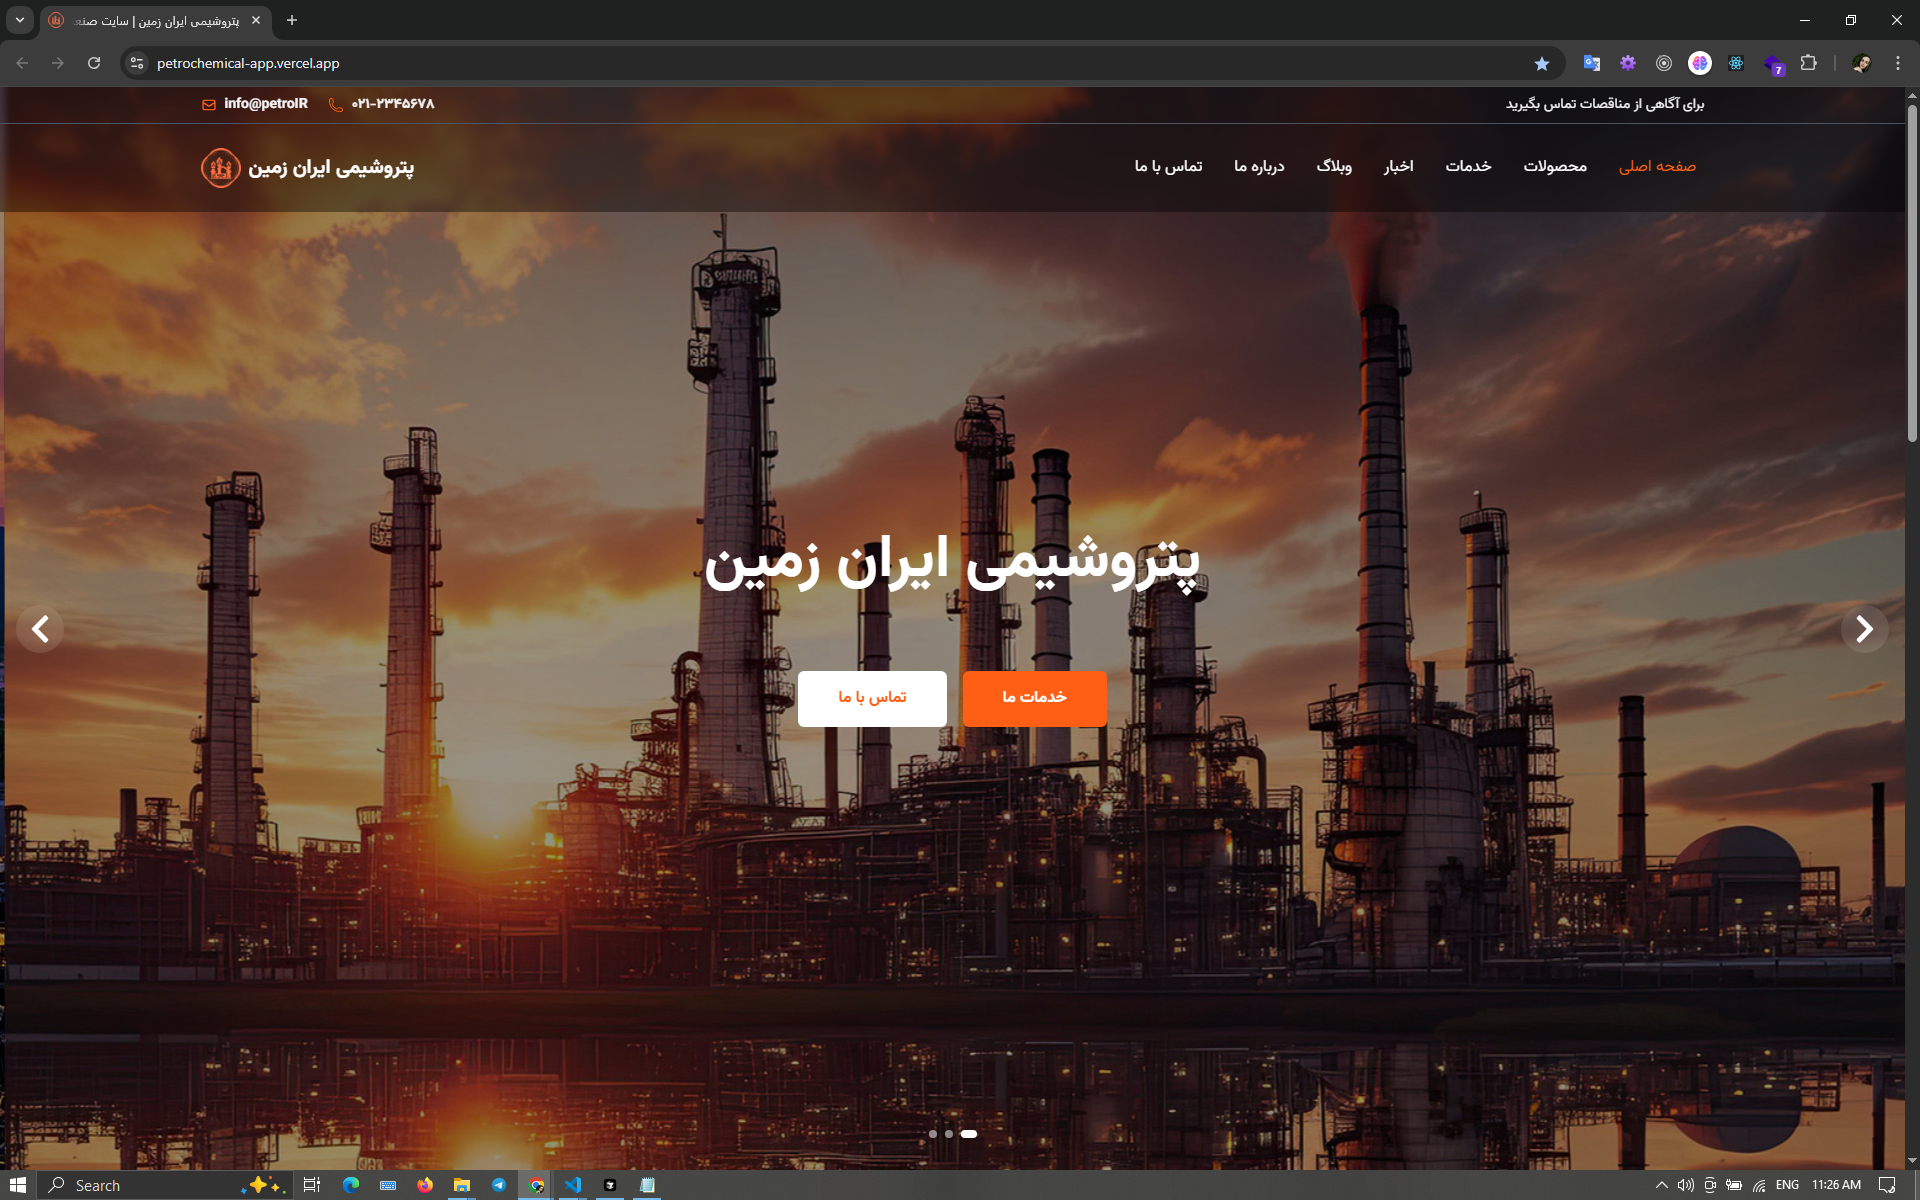 پتروشیمی ایران زمین | سایت صنع
petrochemical-app.vercel.app
7
برای آگاهی از مناقصات تماس بگیرید
۰۲۱-۲۳۴۵۶۷۸
info@petroIR
صفحه اصلی
محصولات
خدمات
اخبار
وبلاگ
درباره ما
تماس با ما
پتروشیمی ایران زمین
پتروشیمی ایران زمین
خدمات ما
تماس با ما
Search
ENG
11:26 AM